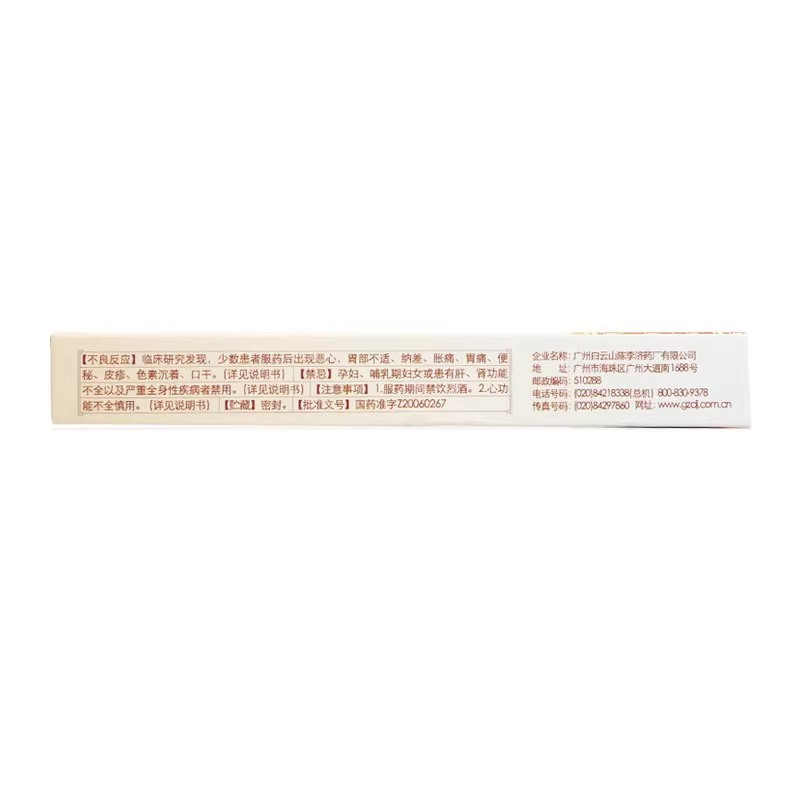 【不良反应】临床研究发现，少数患者服药后出现恶心，胃部不适、纳差、胀痛、胃痛、便
秘、皮疹、色素沉着、口干。(详见说明书)【禁忌】孕妇、哺乳期妇女或患有肝、肾功能
不全以及严重全身性疾病者禁用。(详见说明书)【注意事项】1.服药期间禁饮烈酒。2.心功
能不全慎用。(详见说明书)【贮藏】密封。【批准文号】国药准字Z20060267
企业名称：广州白云山陈李济药厂有限公司
地　　址：广州市海珠区广州大道南1688号
邮政编码：510288
电话号码：(020)84218338(总机) 800-830-9378
传真号码：(020)84297860 网址：www.gzclj.com.cn